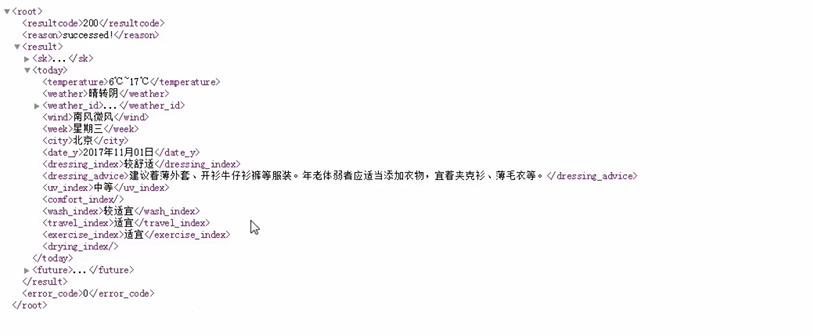 <root>
<resultcode>200</resultcode>
<reason>successed!</reason>
<result>
<sk>...</sk>
<today>
<temperature>6℃~17℃</temperature>
<weather>晴转阴</weather>
<weather_id>...</weather_id>
<wind>南风微风</wind>
<week>星期三</week>
<city>北京</city>
<date_y>2017年11月01日</date_y>
<dressing_index>较舒适</dressing_index>
<dressing_advice>建议着薄外套、开衫牛仔衫裤等服装。年老体弱者应适当添加衣物，宜着夹克衫、薄毛衣等。</dressing_advice>
<uv_index>中等</uv_index>
<comfort_index/>
<wash_index>较适宜</wash_index>
<travel_index>适宜</travel_index>
<exercise_index>适宜</exercise_index>
<drying_index/>
</today>
<future>...</future>
</result>
<error_code>0</error_code>
</root>